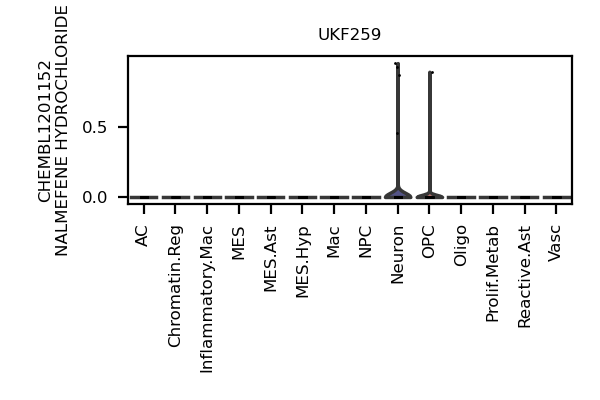 UKF259
CHEMBL1201152
NALMEFENE HYDROCHLORIDE
0.5
0.0
AC
Chromatin.Reg
Inflammatory.Mac
MES
MES.Ast
MES.Hyp
Mac
NPC
Neuron
OPC
Oligo
Prolif.Metab
Reactive.Ast
Vasc